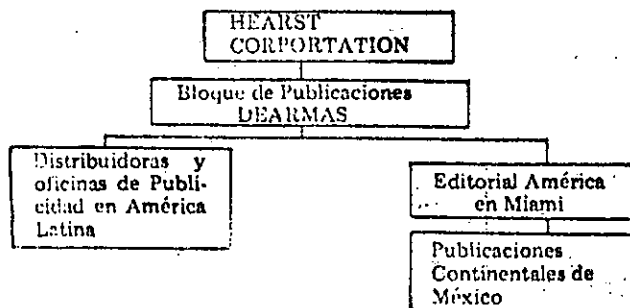 HEARST
CORPORTATION
Bloque de Publicaciones
DEARMAS
Distribuidoras y
oficinas de Publi-
cidad en América
Latina
Editorial América
en Miami
Publicaciones
Continentales de
México